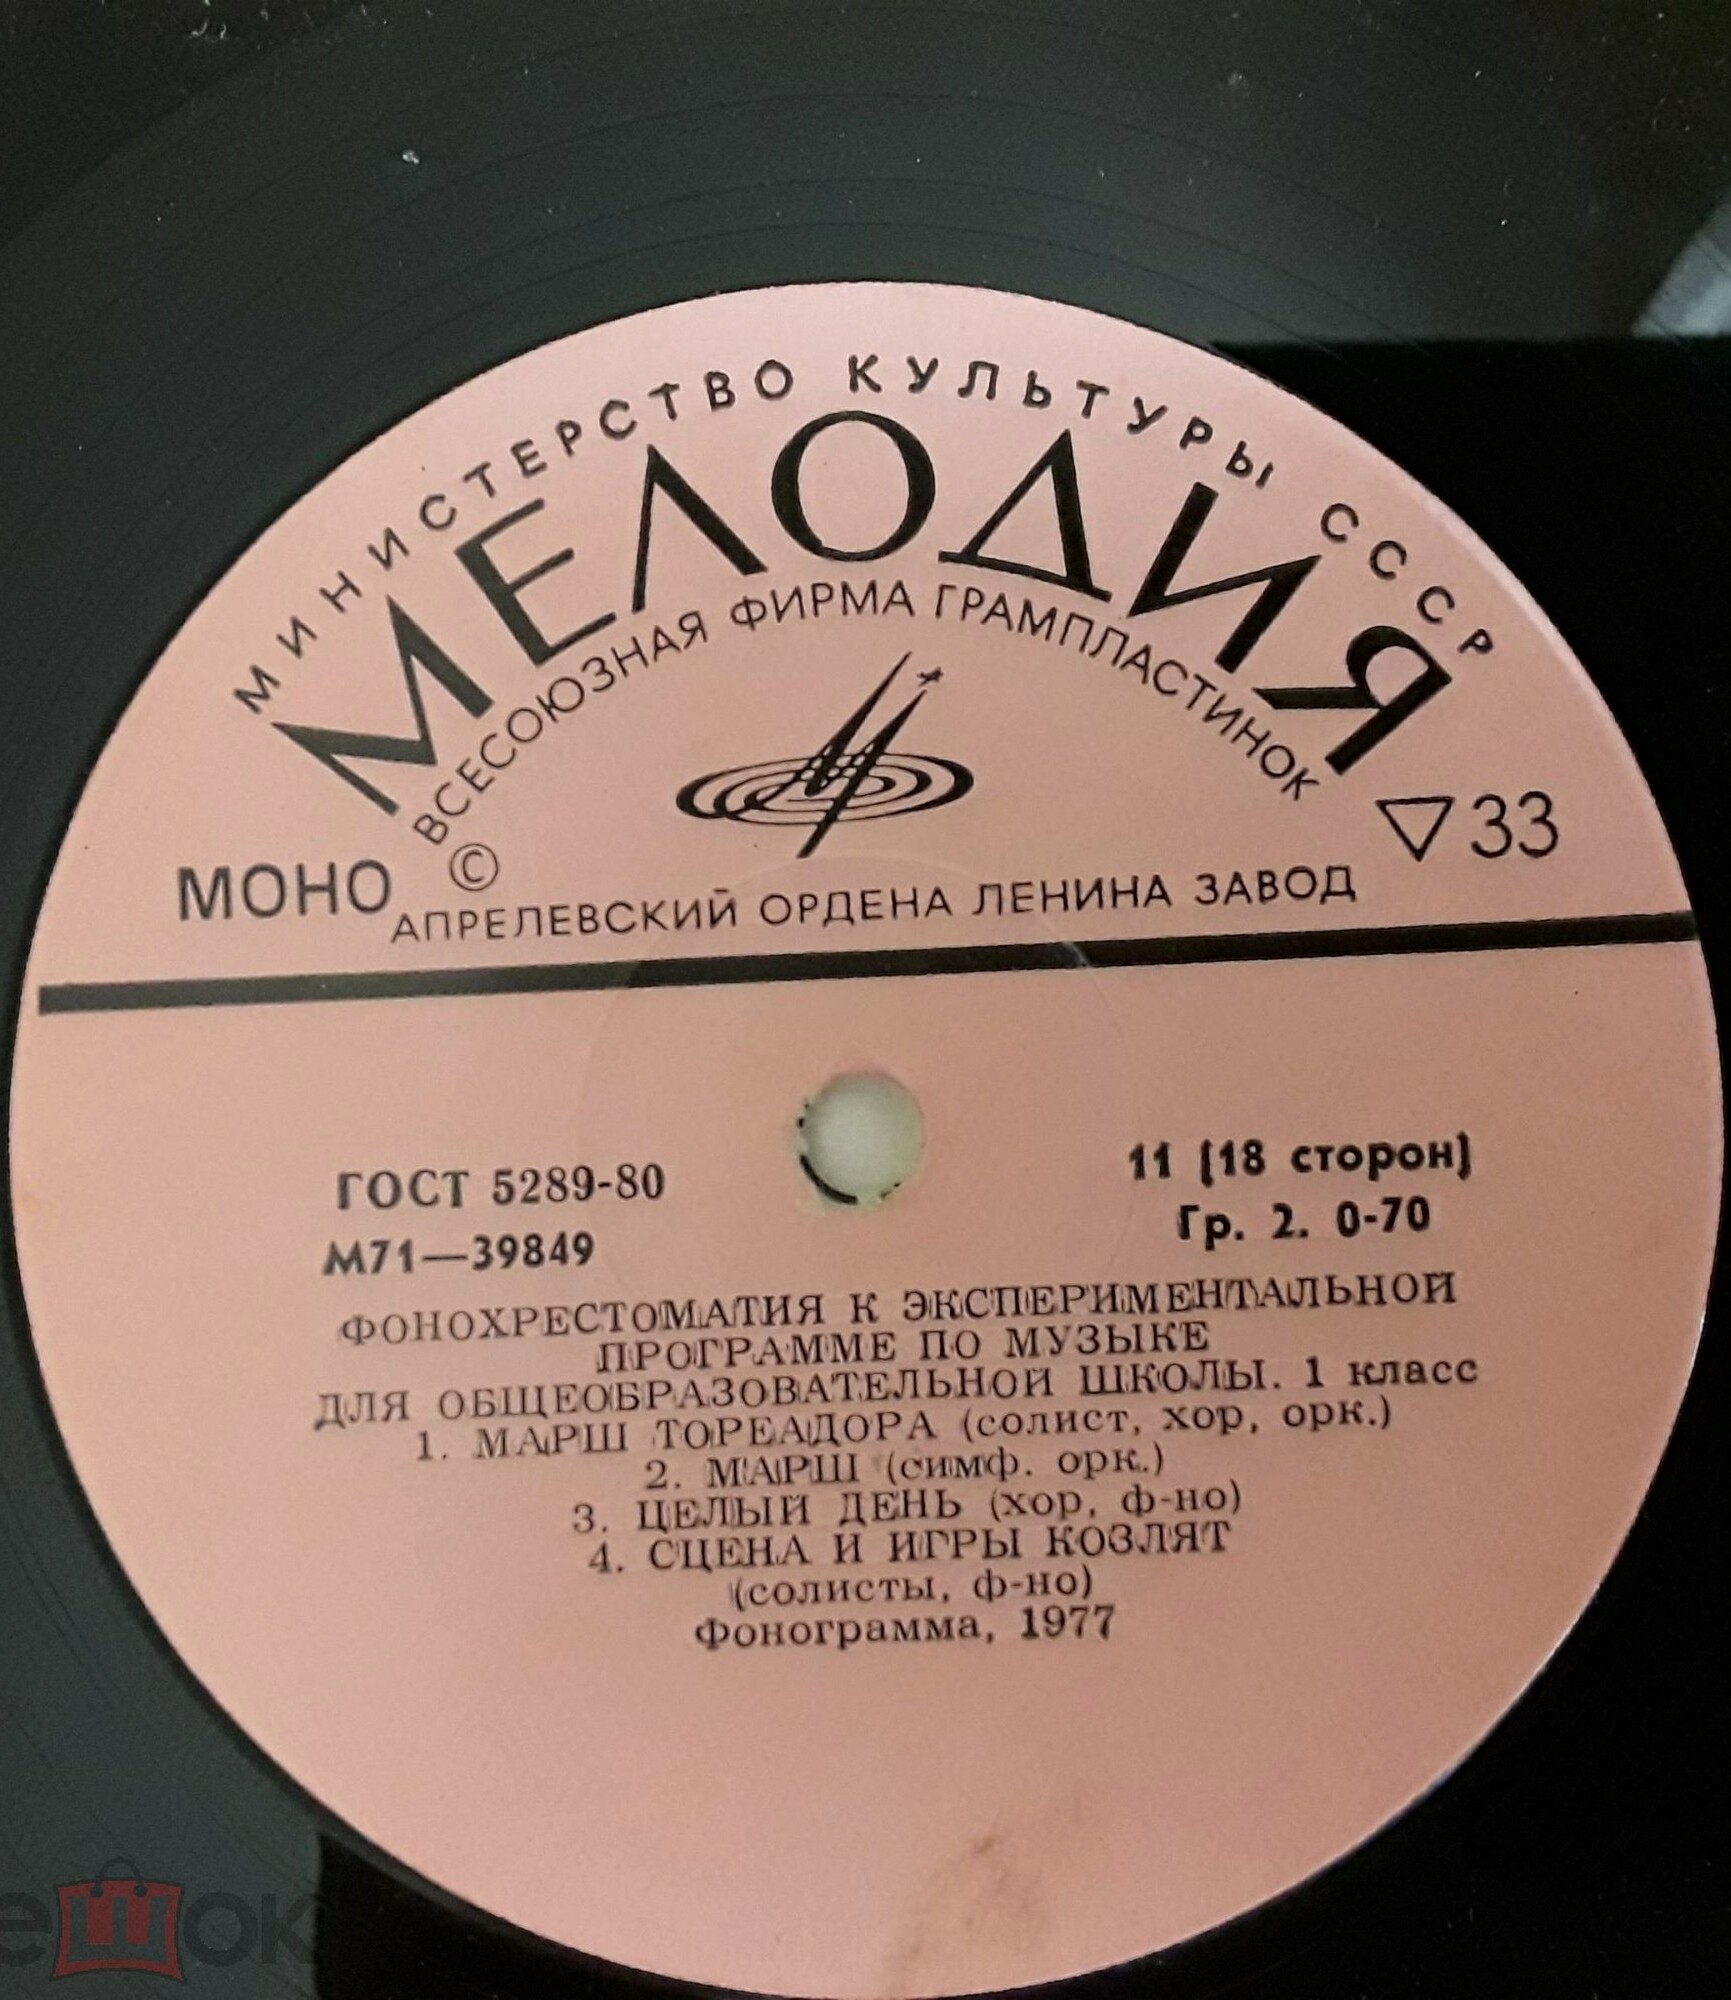 МИНИСТЕРСТВО КУЛЬТУРЫ СССР
МЕЛОДИЯ
ВСЕСОЮЗНАЯ ФИРМА ГРАМПЛАСТИНОК
МОНО © ▽33
АПРЕЛЕВСКИЙ ОРДЕНА ЛЕНИНА ЗАВОД
ГОСТ 5289-80 11 (18 сторон)
М71—39849 Гр. 2. 0-70
ФОНОХРЕСТОМАТИЯ К ЭКСПЕРИМЕНТАЛЬНОЙ
ПРОГРАММЕ ПО МУЗЫКЕ
ДЛЯ ОБЩЕОБРАЗОВАТЕЛЬНОЙ ШКОЛЫ. 1 класс
1. МАРШ ТОРЕАДОРА (солист, хор, орк.)
2. МАРШ (симф. орк.)
3. ЦЕЛЫЙ ДЕНЬ (хор, ф-но)
4. СЦЕНА И ИГРЫ КОЗЛЯТ
(солисты, ф-но)
Фонограмма, 1977
ешок